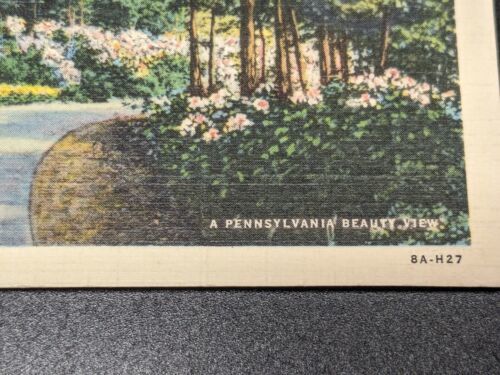 A PENNSYLVANIA BEAUTY VIEW
8A-H27